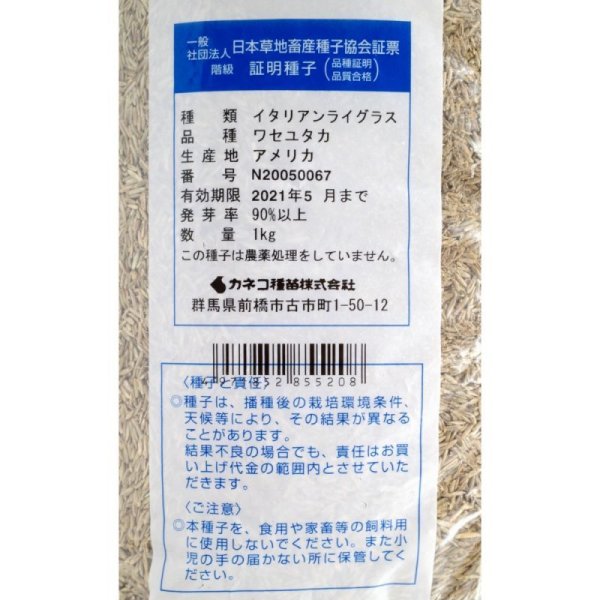 一般
社団法人 日本草地畜産種子協会証票
階級 証明種子 (品種証明 品質合格)
種類 イタリアンライグラス
品種 ワセユタカ
生産地 アメリカ
番号 N20050067
有効期限 2021年5月まで
発芽率 90%以上
数量 1kg
この種子は農薬処理をしていません。
カネコ種苗株式会社
群馬県前橋市古市町1-50-12
〈種子と責任〉
◎種子は、播種後の栽培環境条件、
天候等により、その結果が異なる
ことがあります。
結果不良の場合でも、責任はお買
い上げ代金の範囲内とさせていた
だきます。
〈ご注意〉
◎本種子を、食用や家畜等の飼料用
に使用しないでください。また小
児の手の届かない所に保管してく
ださい。